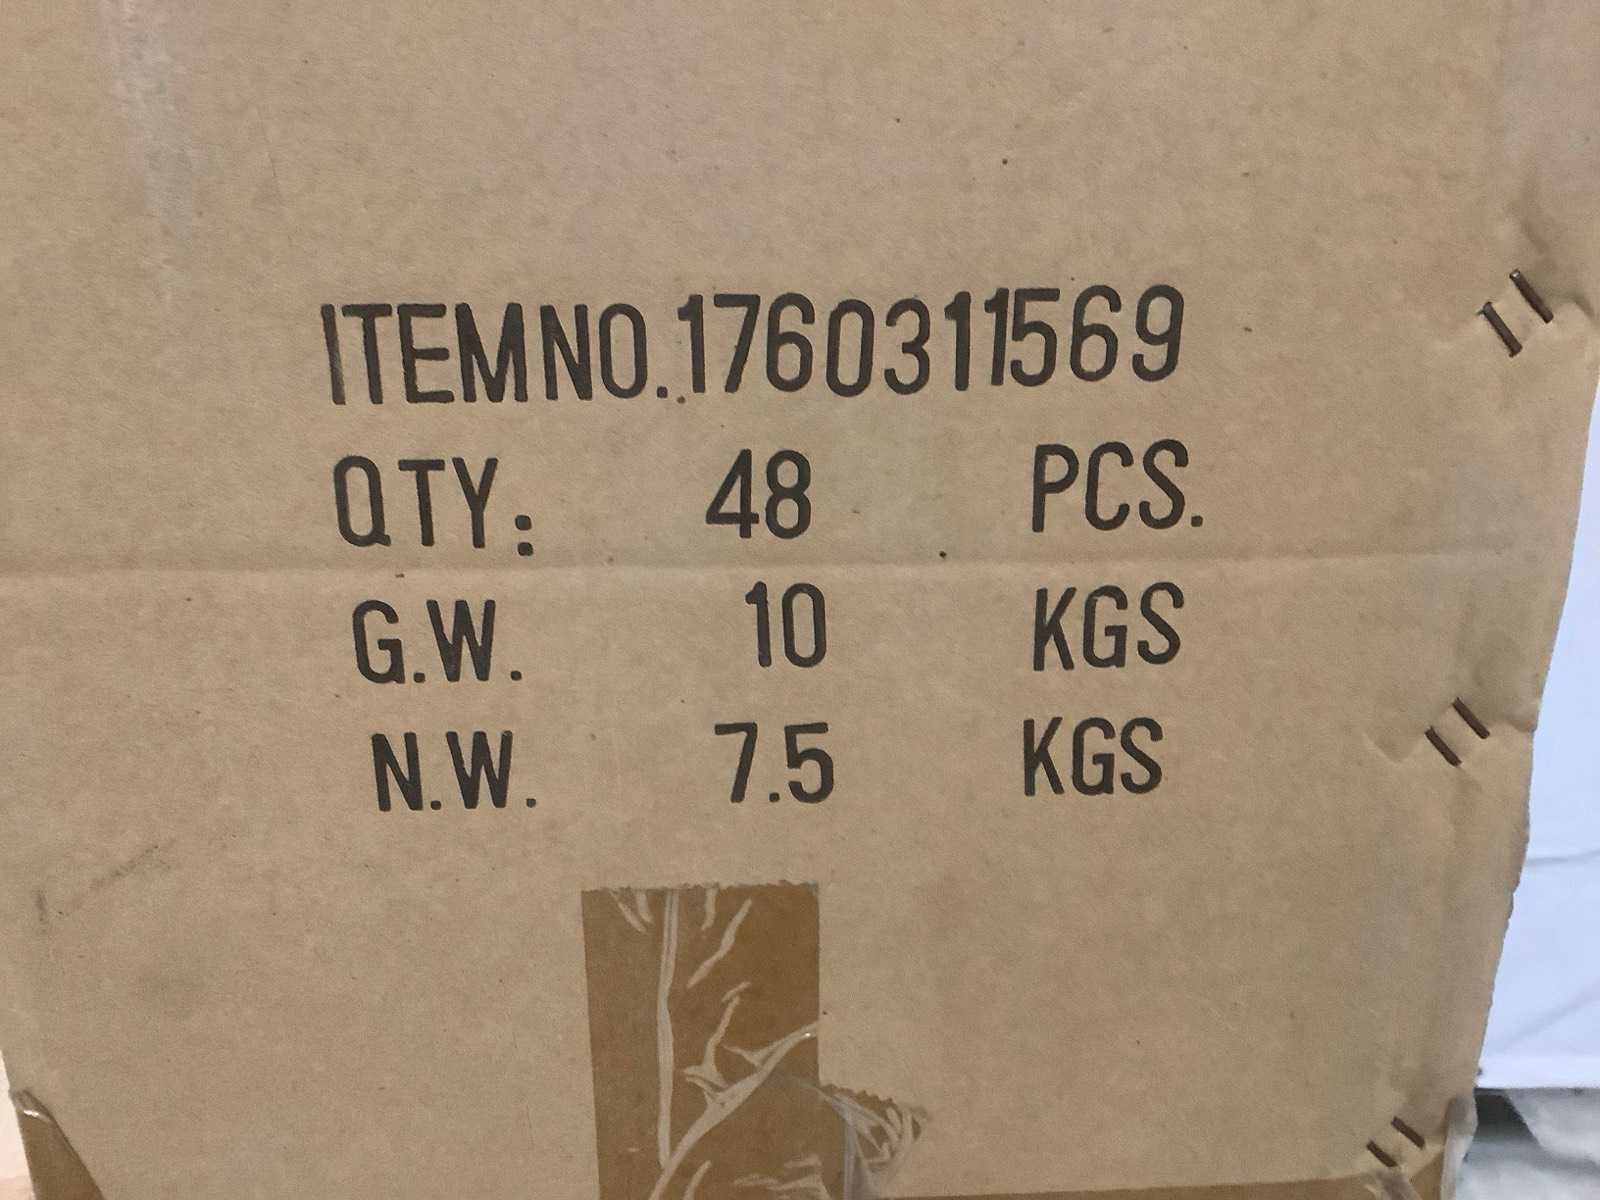 ITEMNO.1760311569
QTY: 48 PCS.
G.W. 10 KGS
N.W. 7.5 KGS